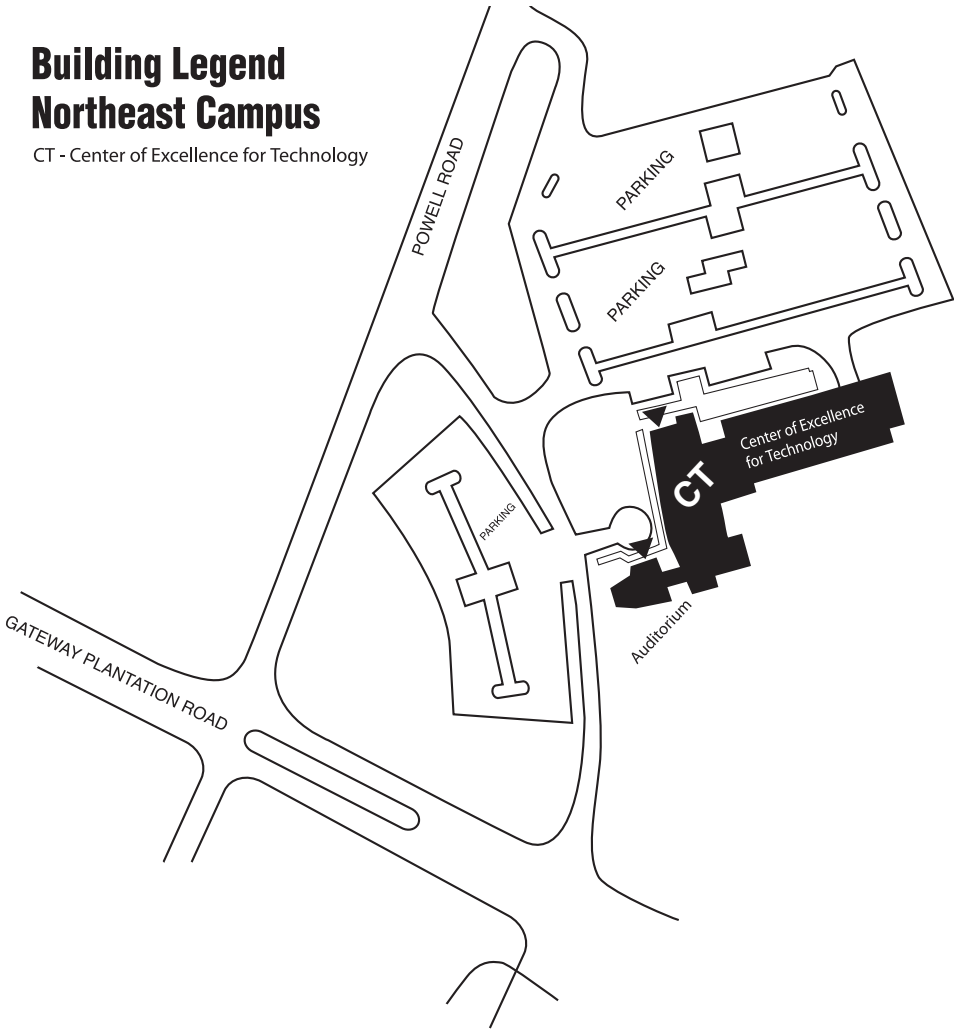 Building Legend
Northeast Campus
CT - Center of Excellence for Technology
POWELL ROAD
PARKING
PARKING
Center of Excellence
for Technology
CT
PARKING
Auditorium
GATEWAY PLANTATION ROAD